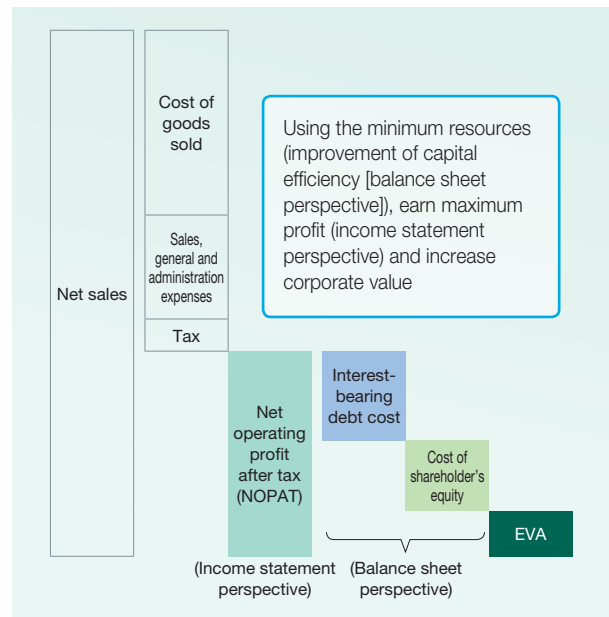 Net sales
Cost of
goods
sold
Sales,
general and
administration
expenses
Tax
Using the minimum resources
(improvement of capital
efficiency [balance sheet
perspective]), earn maximum
profit (income statement
perspective) and increase
corporate value
Net
operating
profit
after tax
(NOPAT)
Interest-
bearing
debt cost
Cost of
shareholder's
equity
EVA
(Income statement
perspective)
(Balance sheet
perspective)